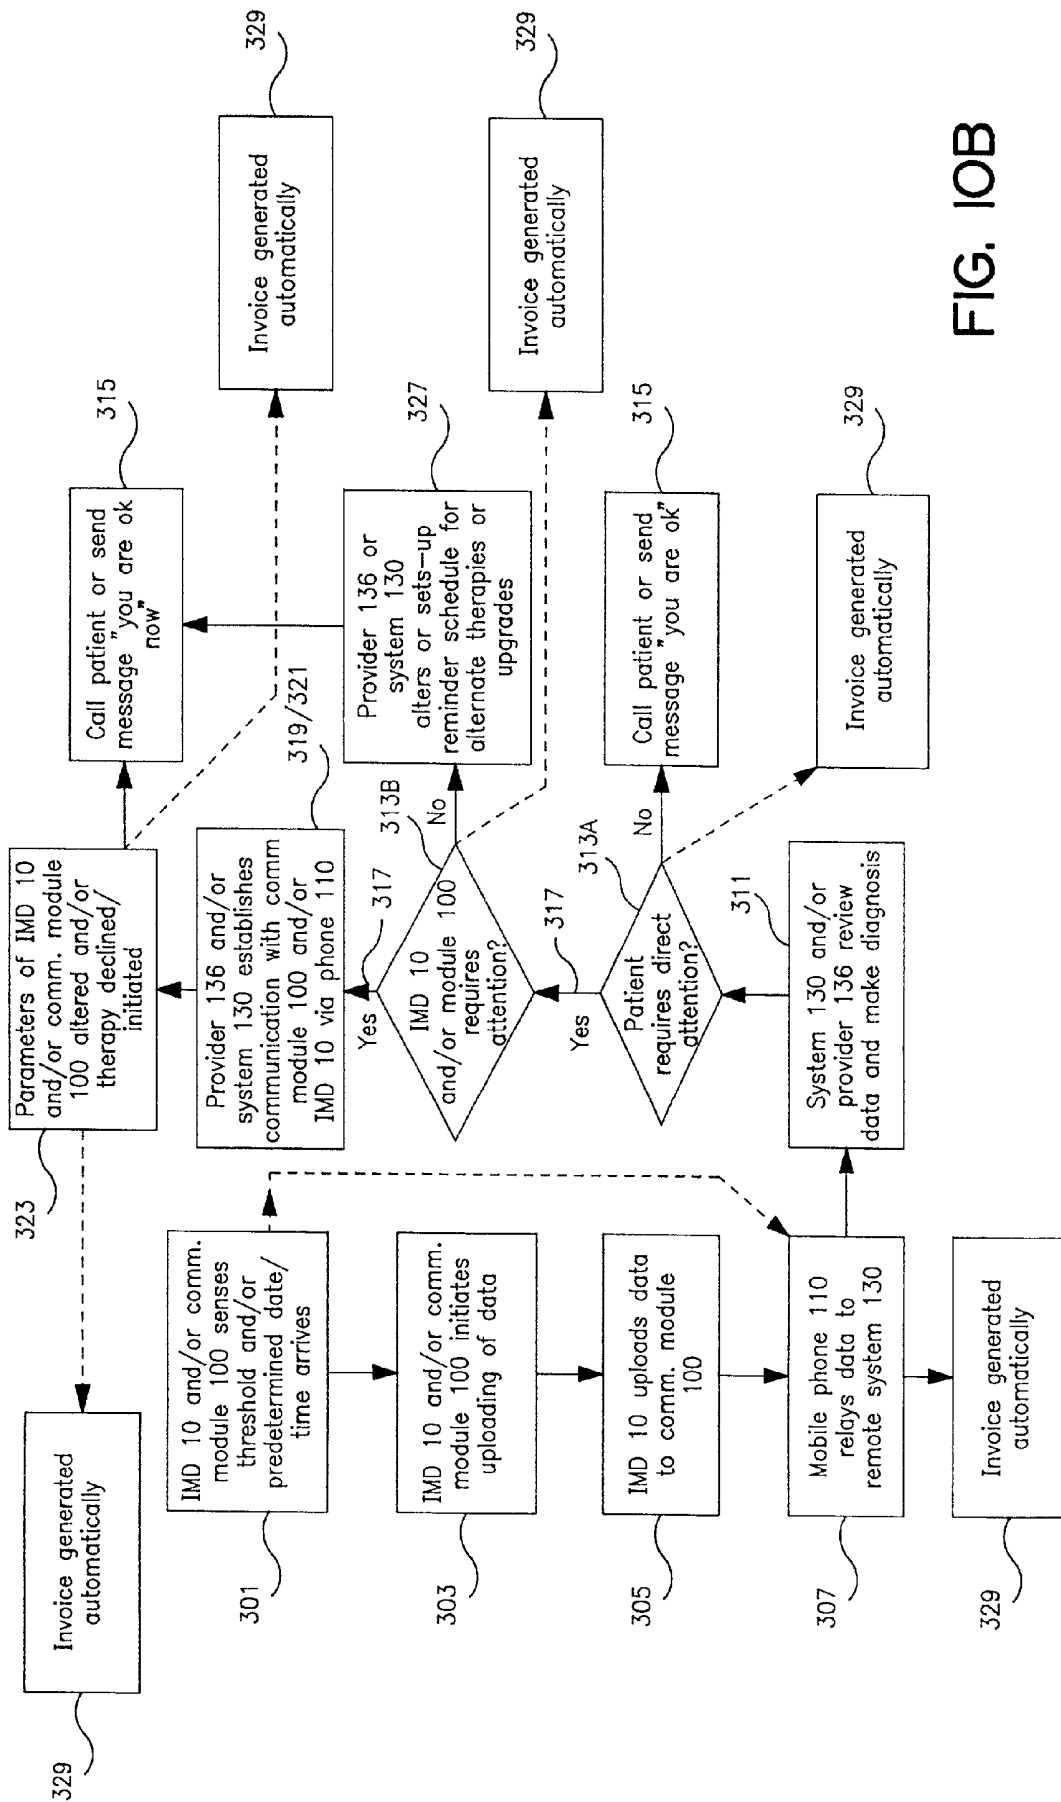 329
Invoice generated
automatically
323
Parameters of IMD 10
and/or comm. module
100 altered and/or
therapy declined/
initiated
Call patient or send
message "you are ok
now"
315
Invoice generated
automatically
329
301
IMD 10 and/or comm.
module 100 senses
threshold and/or
predetermined date/
time arrives
Provider 136 and/or
system 130 establishes
communication with comm
module 100 and/or
IMD 10 via phone 110
319/321
Yes
317
IMD 10
and/or module 100
requires
attention?
313B
No
Provider 136 or
system 130
alters or sets-up
reminder schedule for
alternate therapies or
upgrades
327
Invoice generated
automatically
329
303
IMD 10 and/or comm.
module 100 initiates
uploading of data
305
IMD 10 uploads data
to comm. module
100
Yes
317
Patient
requires direct
attention?
313A
No
Call patient or send
message "you are ok"
315
307
Mobile phone 110
relays data to
remote system 130
System 130 and/or
provider 136 review
data and make diagnosis
311
Invoice generated
automatically
329
329
Invoice generated
automatically
FIG. 10B